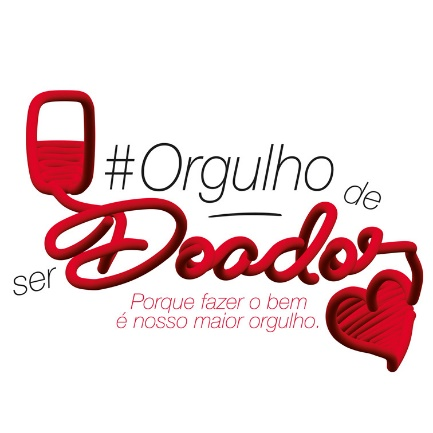 #Orgulho de
ser Doador
Porque fazer o bem
é nosso maior orgulho.